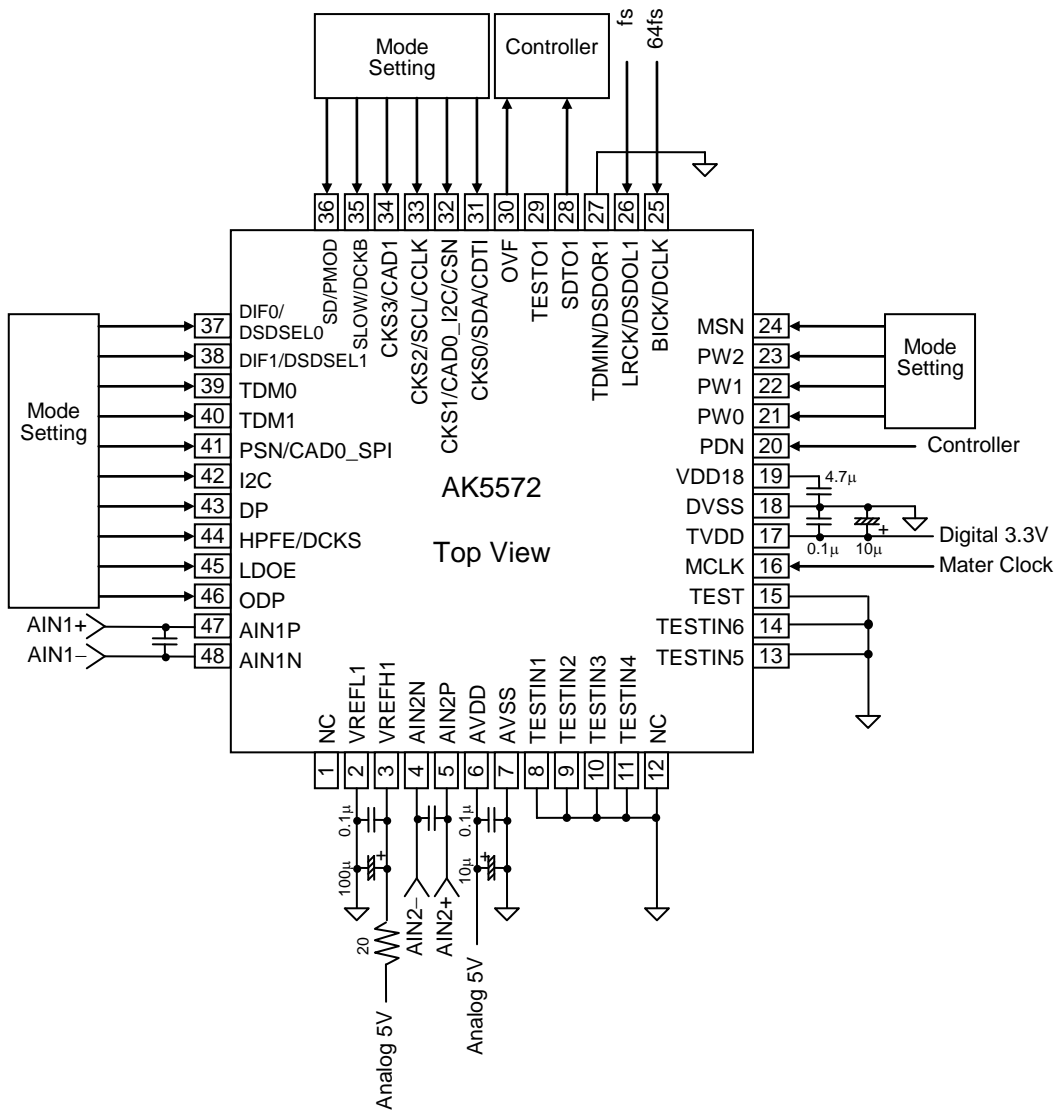 Mode
Setting
Controller
fs
64fs
36
35
34
33
32
31
30
29
28
27
26
25
SD/PMOD
SLOW/DCKB
CKS3/CAD1
CKS2/SCL/CCLK
CKS1/CAD0_I2C/CSN
CKS0/SDA/CDTI
OVF
TESTO1
SDTO1
TDMIN/DSDOR1
LRCK/DSDOL1
BICK/DCLK
Mode
Setting
37 DIF0/
DSDSEL0
38 DIF1/DSDSEL1
39 TDM0
40 TDM1
41 PSN/CAD0_SPI
42 I2C
43 DP
44 HPFE/DCKS
45 LDOE
46 ODP
AIN1+ 47 AIN1P
AIN1− 48 AIN1N
AK5572
Top View
MSN 24
PW2 23
PW1 22
PW0 21
Mode
Setting
PDN 20 Controller
VDD18 19 4.7μ
DVSS 18
TVDD 17 0.1μ 10μ + Digital 3.3V
MCLK 16 Mater Clock
TEST 15
TESTIN6 14
TESTIN5 13
NC
VREFL1
VREFH1
AIN2N
AIN2P
AVDD
AVSS
TESTIN1
TESTIN2
TESTIN3
TESTIN4
NC
1
2
3
4
5
6
7
8
9
10
11
12
0.1μ
100μ +
20
Analog 5V
AIN2−
AIN2+
0.1μ
10μ +
Analog 5V